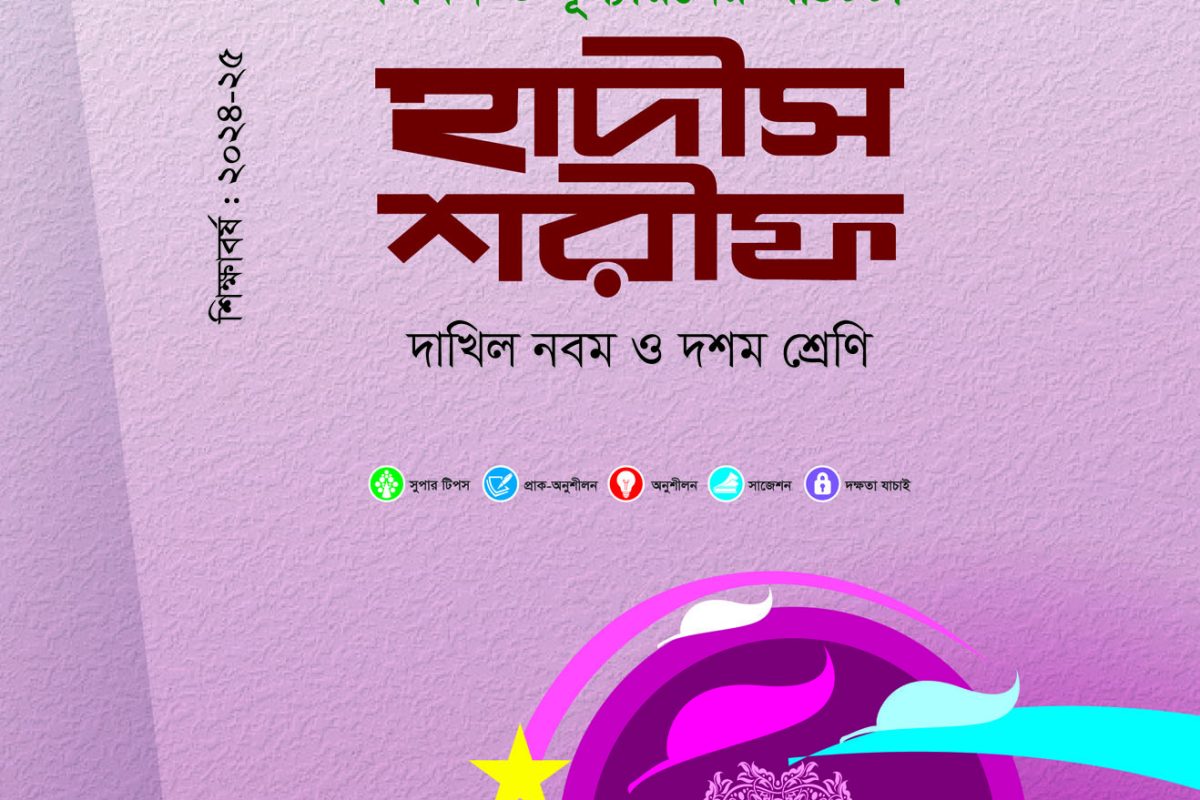 হাদীস
শরীফ
দাখিল নবম ও দশম শ্রেণি
শিক্ষাবর্ষ : ২০২৪-২৫
সুপার টিপস প্রাক-অনুশীলন অনুশীলন সাজেশন দক্ষতা যাচাই